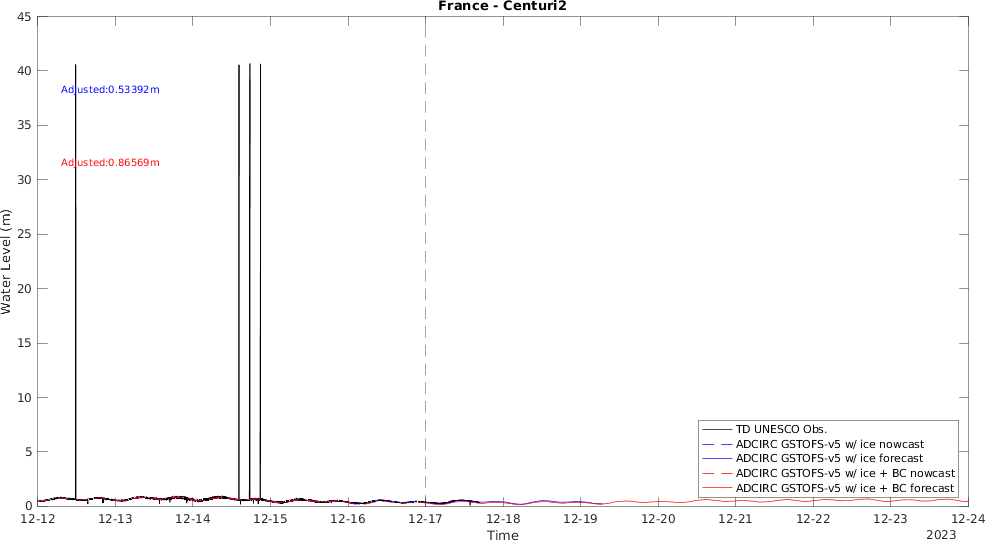 France - Centuri2
45
40
35
30
25
20
15
10
5
0
Water Level (m)
Adjusted:0.53392m
Adjusted:0.86569m
TD UNESCO Obs.
ADCIRC GSTOFS-v5 w/ ice nowcast
ADCIRC GSTOFS-v5 w/ ice forecast
ADCIRC GSTOFS-v5 w/ ice + BC nowcast
ADCIRC GSTOFS-v5 w/ ice + BC forecast
12-12 12-13 12-14 12-15 12-16 12-17 12-18 12-19 12-20 12-21 12-22 12-23 12-24
Time
2023